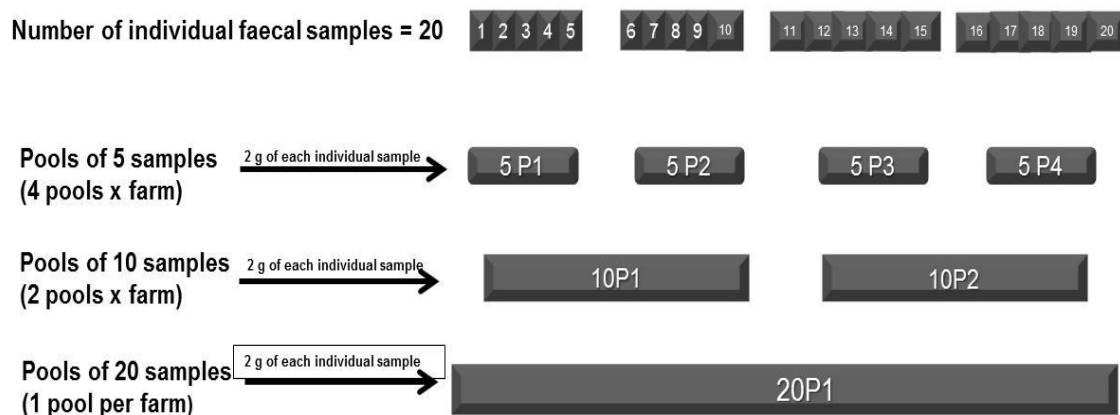 Number of individual faecal samples = 20
1 2 3 4 5
6 7 8 9 10
11 12 13 14 15
16 17 18 19 20
Pools of 5 samples
(4 pools x farm)
2 g of each individual sample
5 P1
5 P2
5 P3
5 P4
Pools of 10 samples
(2 pools x farm)
2 g of each individual sample
10P1
10P2
Pools of 20 samples
(1 pool per farm)
2 g of each individual sample
20P1